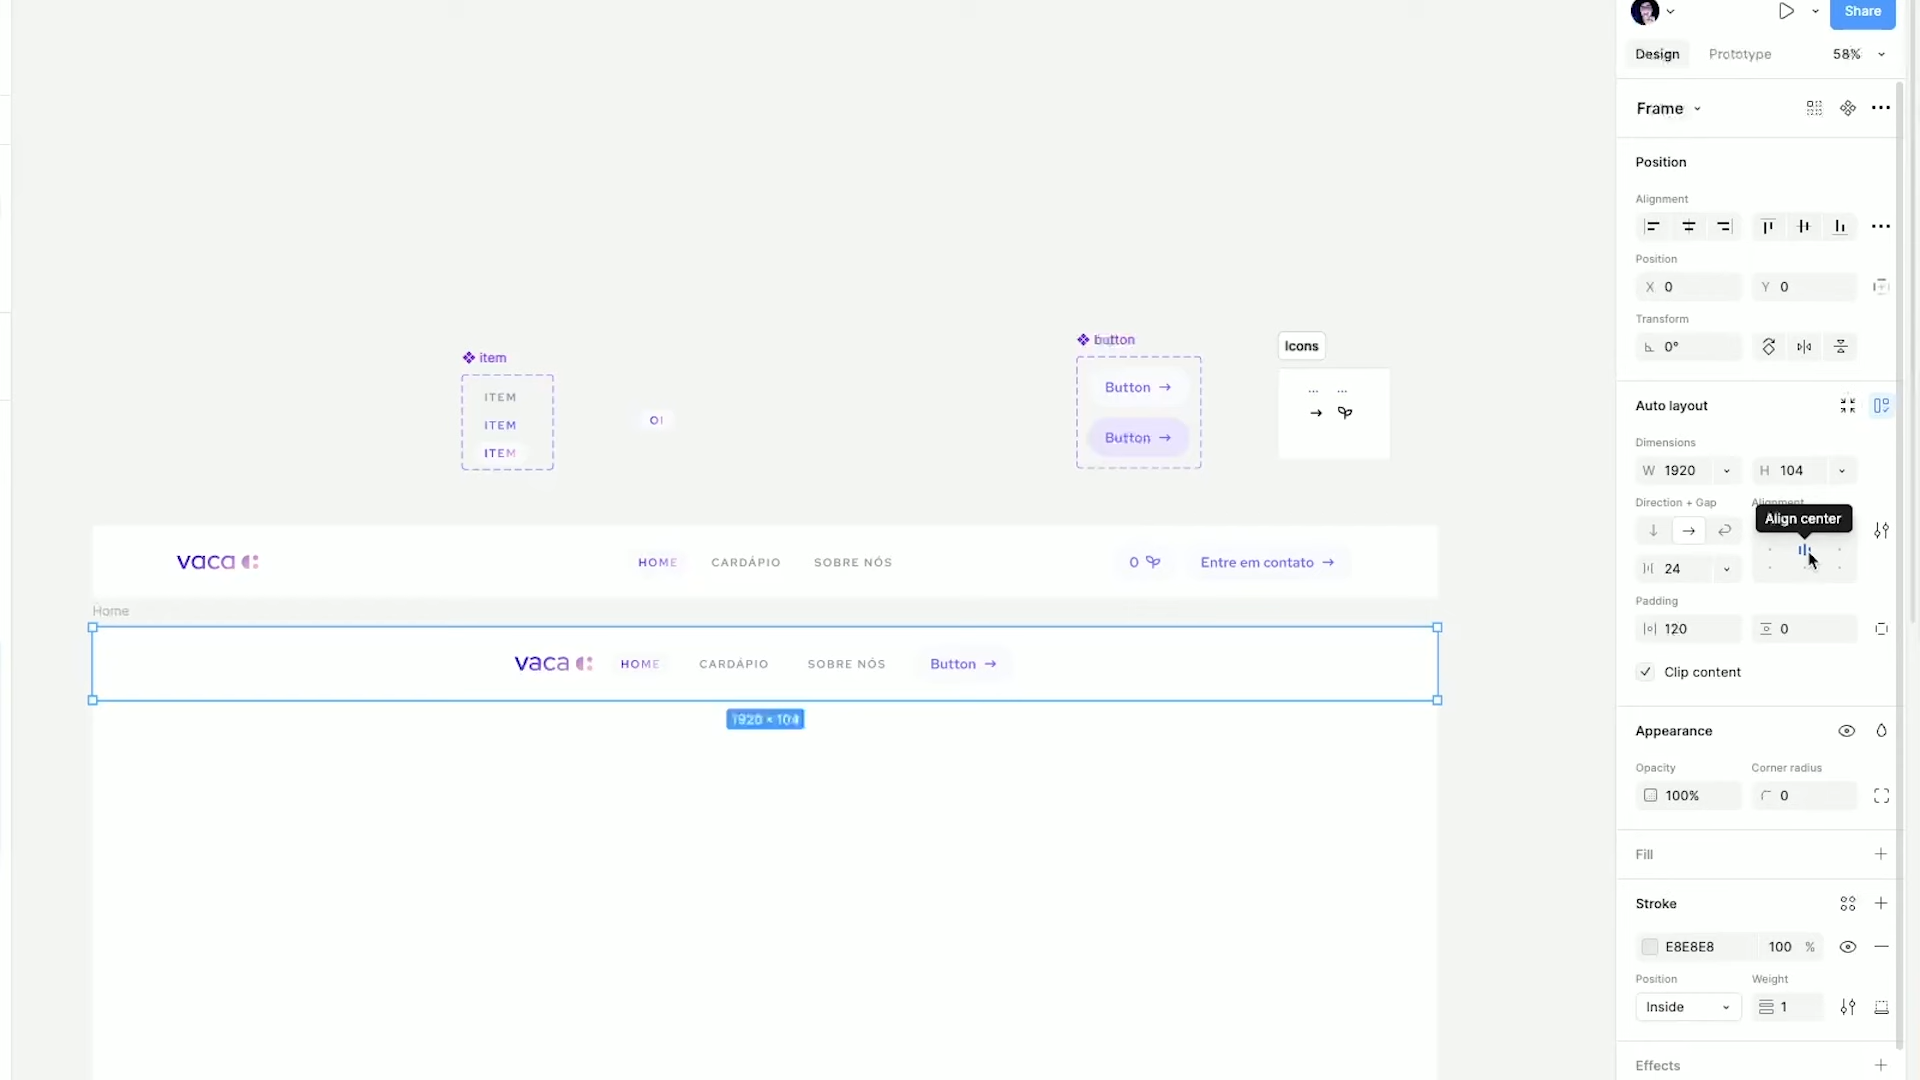 Share
Design
Prototype
58%
Frame
Position
Alignment
Position
X 0
Y 0
Transform
0°
item
ITEM
ITEM
ITEM
OI
button
Button →
Button →
Icons
... ...
→
Auto layout
Dimensions
W 1920
H 104
Direction + Gap
Alignment
Align center
24
Padding
120
0
Clip content
vaca
HOME
CARDÁPIO
SOBRE NÓS
0
Entre em contato →
Home
vaca
HOME
CARDÁPIO
SOBRE NÓS
Button →
1920 × 104
Appearance
Opacity
Corner radius
100%
0
Fill
Stroke
E8E8E8
100 %
Position
Weight
Inside
1
Effects